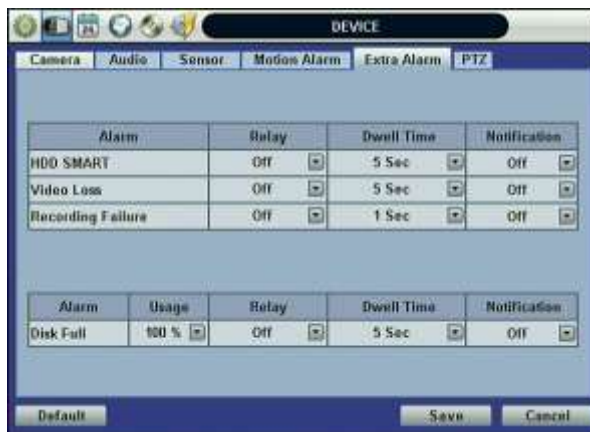 DEVICE
Camera Audio Sensor Motion Alarm Extra Alarm PTZ
Alarm Relay Dwell Time Notification
HDD SMART Off 5 Sec Off
Video Loss Off 5 Sec Off
Recording Failure Off 1 Sec Off
Alarm Usage Relay Dwell Time Notification
Disk Full 100 % Off 5 Sec Off
Default Save Cancel